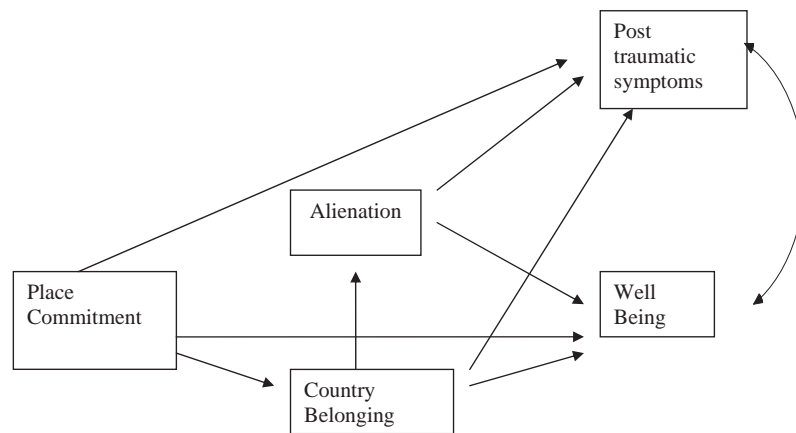 Post
traumatic
symptoms
Alienation
Place
Commitment
Well
Being
Country
Belonging